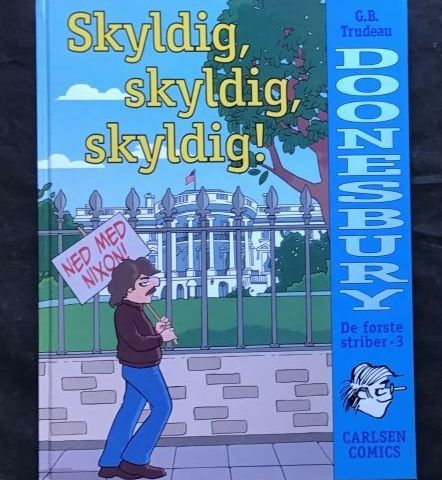 Skyldig,
skyldig,
skyldig!
G.B.
Trudeau
DOONESBURY
NED MED
NIXON!
De første
striber-3
CARLSEN
COMICS